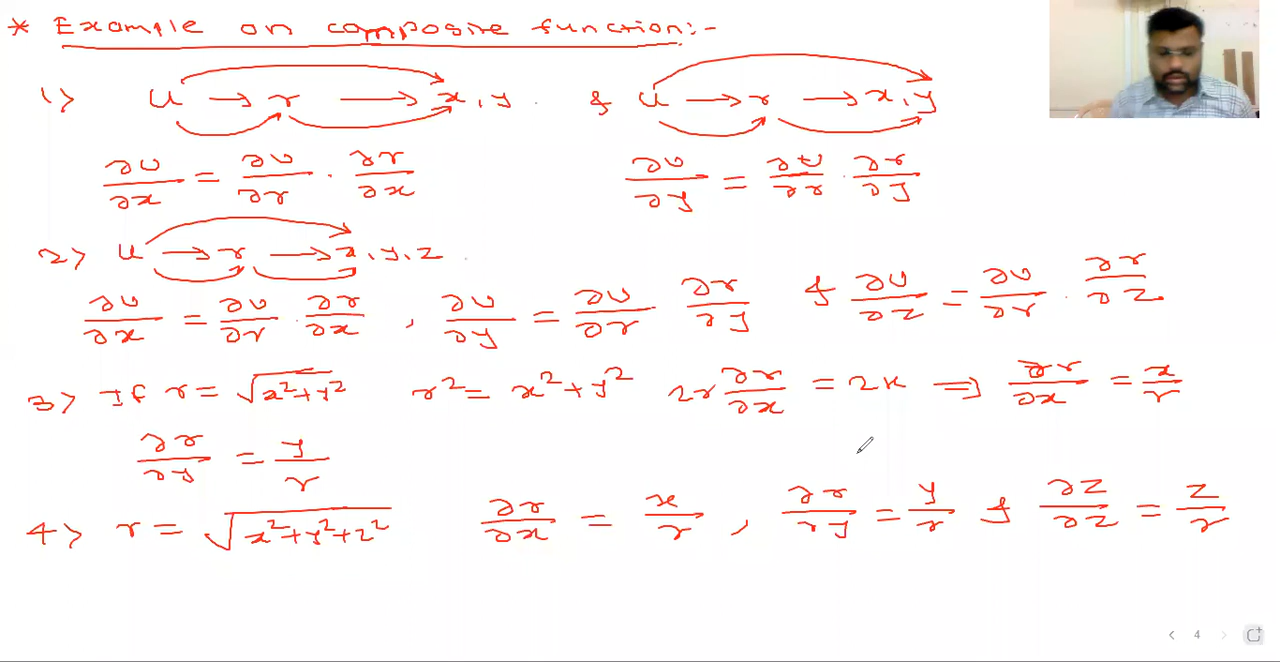 * Example on composite function:-
1> u → r → x, y. & u → r → x, y
∂u/∂x = ∂u/∂r · ∂r/∂x ∂u/∂y = ∂u/∂r · ∂r/∂y
2> u → r → x, y, z.
∂u/∂x = ∂u/∂r · ∂r/∂x , ∂u/∂y = ∂u/∂r ∂r/∂y & ∂u/∂z = ∂u/∂r · ∂r/∂z
3> If r = √x²+y² r² = x²+y² 2r ∂r/∂x = 2x ⇒ ∂r/∂x = x/r
∂r/∂y = y/r
4> r = √x²+y²+z² ∂r/∂x = x/r , ∂r/∂y = y/r & ∂z/∂z = z/r
< 4 >